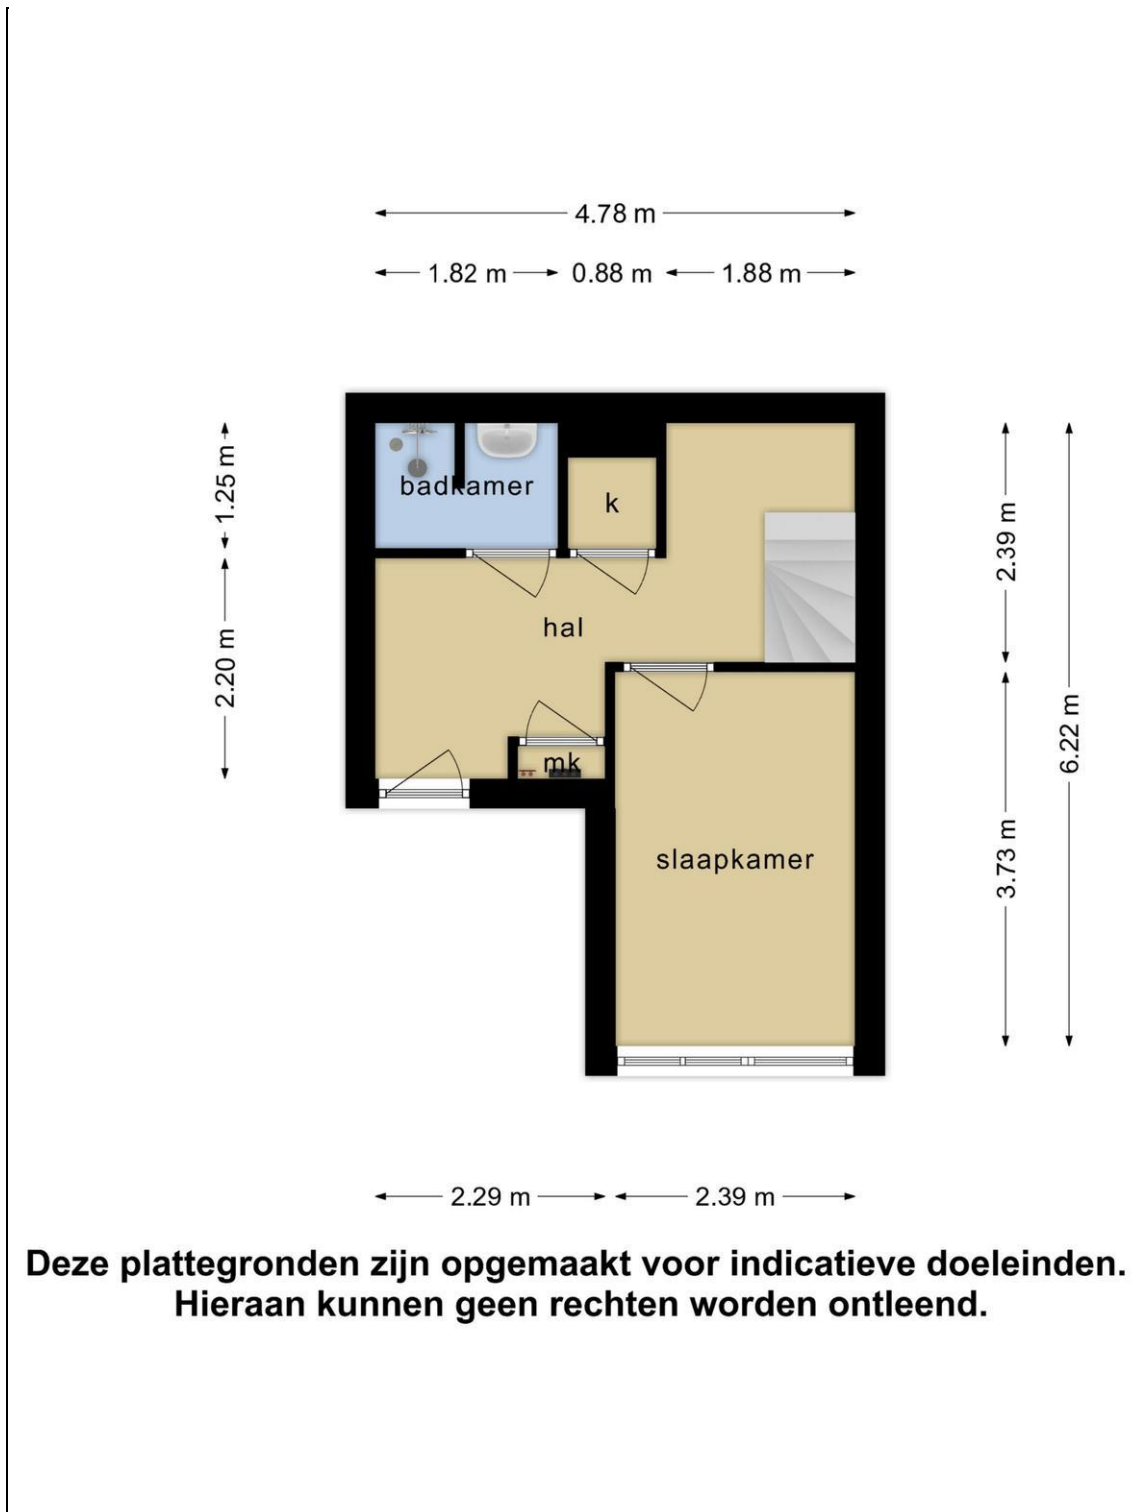 4.78 m
1.82 m
0.88 m
1.88 m
1.25 m
2.20 m
2.39 m
3.73 m
6.22 m
badkamer
k
hal
mk
slaapkamer
2.29 m
2.39 m
Deze plattegronden zijn opgemaakt voor indicatieve doeleinden.
Hieraan kunnen geen rechten worden ontleend.